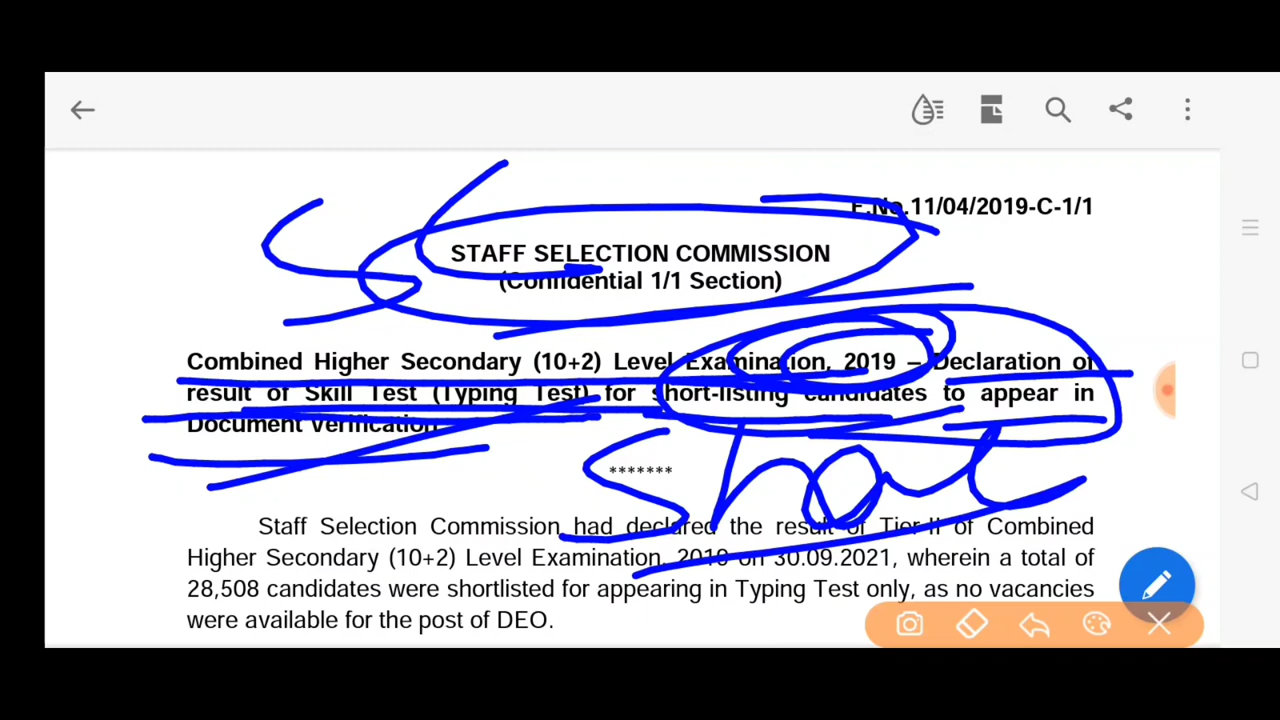 F.No.11/04/2019-C-1/1
STAFF SELECTION COMMISSION
(Confidential 1/1 Section)
Combined Higher Secondary (10+2) Level Examination, 2019 – Declaration of
result of Skill Test (Typing Test) for short-listing candidates to appear in
Document Verification
*******
Staff Selection Commission had declared the result of Tier-II of Combined
Higher Secondary (10+2) Level Examination, 2019 on 30.09.2021, wherein a total of
28,508 candidates were shortlisted for appearing in Typing Test only, as no vacancies
were available for the post of DEO.